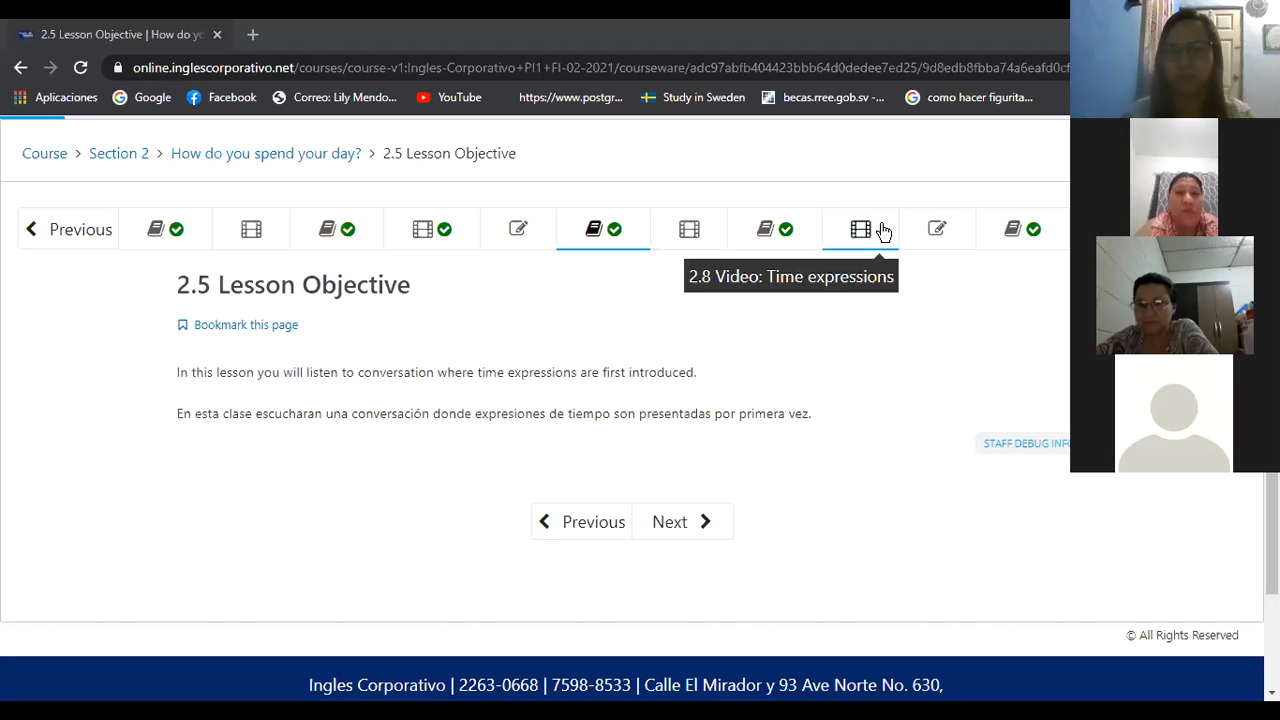 2.5 Lesson Objective | How do yo
online.inglescorporativo.net/courses/course-v1:Ingles-Corporativo+PI1+FI-02-2021/courseware/adc97abfb404423bbb64d0dedee7ed25/9d8edb8fbba74a6eafd0cf
Aplicaciones Google Facebook Correo: Lily Mendo... YouTube https://www.postgr... Study in Sweden becas.rree.gob.sv -... como hacer figurita...
Course > Section 2 > How do you spend your day? > 2.5 Lesson Objective
Previous
2.8 Video: Time expressions
2.5 Lesson Objective
Bookmark this page
In this lesson you will listen to conversation where time expressions are first introduced.
En esta clase escucharan una conversación donde expresiones de tiempo son presentadas por primera vez.
STAFF DEBUG INFO
Previous Next
© All Rights Reserved
Ingles Corporativo | 2263-0668 | 7598-8533 | Calle El Mirador y 93 Ave Norte No. 630,